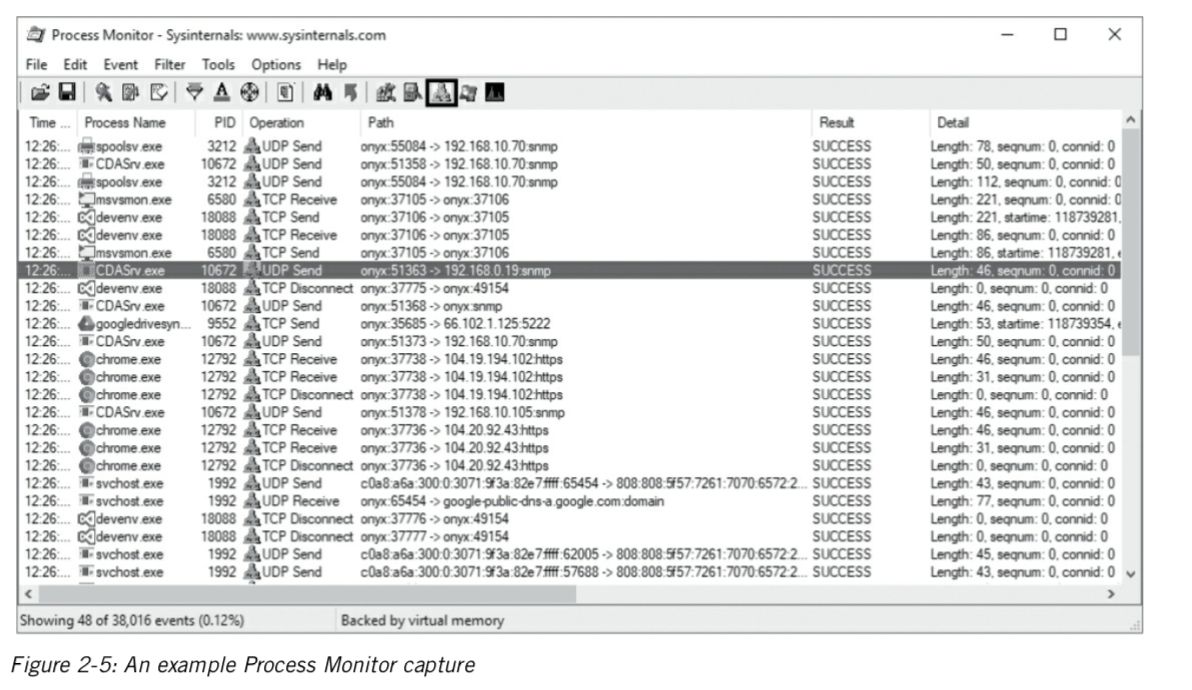 Process Monitor - Sysinternals: www.sysinternals.com
File Edit Event Filter Tools Options Help
Time ... Process Name PID Operation Path Result Detail
12:26:... spoolsv.exe 3212 UDP Send onyx:55084 -> 192.168.10.70:snmp SUCCESS Length: 78, seqnum: 0, connid: 0
12:26:... CDASrv.exe 10672 UDP Send onyx:51358 -> 192.168.10.70:snmp SUCCESS Length: 50, seqnum: 0, connid: 0
12:26:... spoolsv.exe 3212 UDP Send onyx:55084 -> 192.168.10.70:snmp SUCCESS Length: 112, seqnum: 0, connid: 0
12:26:... msvsmon.exe 6580 TCP Receive onyx:37105 -> onyx:37106 SUCCESS Length: 221, seqnum: 0, connid: 0
12:26:... devenv.exe 18088 TCP Send onyx:37106 -> onyx:37105 SUCCESS Length: 221, startime: 118739281,
12:26:... devenv.exe 18088 TCP Receive onyx:37106 -> onyx:37105 SUCCESS Length: 86, seqnum: 0, connid: 0
12:26:... msvsmon.exe 6580 TCP Send onyx:37105 -> onyx:37106 SUCCESS Length: 86, startime: 118739281, e
12:26:... CDASrv.exe 10672 UDP Send onyx:51363 -> 192.168.0.19:snmp SUCCESS Length: 46, seqnum: 0, connid: 0
12:26:... devenv.exe 18088 TCP Disconnect onyx:37775 -> onyx:49154 SUCCESS Length: 0, seqnum: 0, connid: 0
12:26:... CDASrv.exe 10672 UDP Send onyx:51368 -> onyx:snmp SUCCESS Length: 46, seqnum: 0, connid: 0
12:26:... googledrivesyn... 9552 TCP Send onyx:35685 -> 66.102.1.125:5222 SUCCESS Length: 53, startime: 118739354, e
12:26:... CDASrv.exe 10672 UDP Send onyx:51373 -> 192.168.10.70:snmp SUCCESS Length: 50, seqnum: 0, connid: 0
12:26:... chrome.exe 12792 TCP Receive onyx:37738 -> 104.19.194.102:https SUCCESS Length: 46, seqnum: 0, connid: 0
12:26:... chrome.exe 12792 TCP Receive onyx:37738 -> 104.19.194.102:https SUCCESS Length: 31, seqnum: 0, connid: 0
12:26:... chrome.exe 12792 TCP Disconnect onyx:37738 -> 104.19.194.102:https SUCCESS Length: 0, seqnum: 0, connid: 0
12:26:... CDASrv.exe 10672 UDP Send onyx:51378 -> 192.168.10.105:snmp SUCCESS Length: 46, seqnum: 0, connid: 0
12:26:... chrome.exe 12792 TCP Receive onyx:37736 -> 104.20.92.43:https SUCCESS Length: 46, seqnum: 0, connid: 0
12:26:... chrome.exe 12792 TCP Receive onyx:37736 -> 104.20.92.43:https SUCCESS Length: 31, seqnum: 0, connid: 0
12:26:... chrome.exe 12792 TCP Disconnect onyx:37736 -> 104.20.92.43:https SUCCESS Length: 0, seqnum: 0, connid: 0
12:26:... svchost.exe 1992 UDP Send c0a8:a6a:300:0:3071:9f3a:82e7:ffff:65454 -> 808:808:5f57:7261:7070:6572:2... SUCCESS Length: 43, seqnum: 0, connid: 0
12:26:... svchost.exe 1992 UDP Receive onyx:65454 -> google-public-dns-a.google.com:domain SUCCESS Length: 77, seqnum: 0, connid: 0
12:26:... devenv.exe 18088 TCP Disconnect onyx:37776 -> onyx:49154 SUCCESS Length: 0, seqnum: 0, connid: 0
12:26:... devenv.exe 18088 TCP Disconnect onyx:37777 -> onyx:49154 SUCCESS Length: 0, seqnum: 0, connid: 0
12:26:... svchost.exe 1992 UDP Send c0a8:a6a:300:0:3071:9f3a:82e7:ffff:62005 -> 808:808:5f57:7261:7070:6572:2... SUCCESS Length: 45, seqnum: 0, connid: 0
12:26:... svchost.exe 1992 UDP Send c0a8:a6a:300:0:3071:9f3a:82e7:ffff:57688 -> 808:808:5f57:7261:7070:6572:2... SUCCESS Length: 43, seqnum: 0, connid: 0
Showing 48 of 38,016 events (0.12%) Backed by virtual memory
Figure 2-5: An example Process Monitor capture